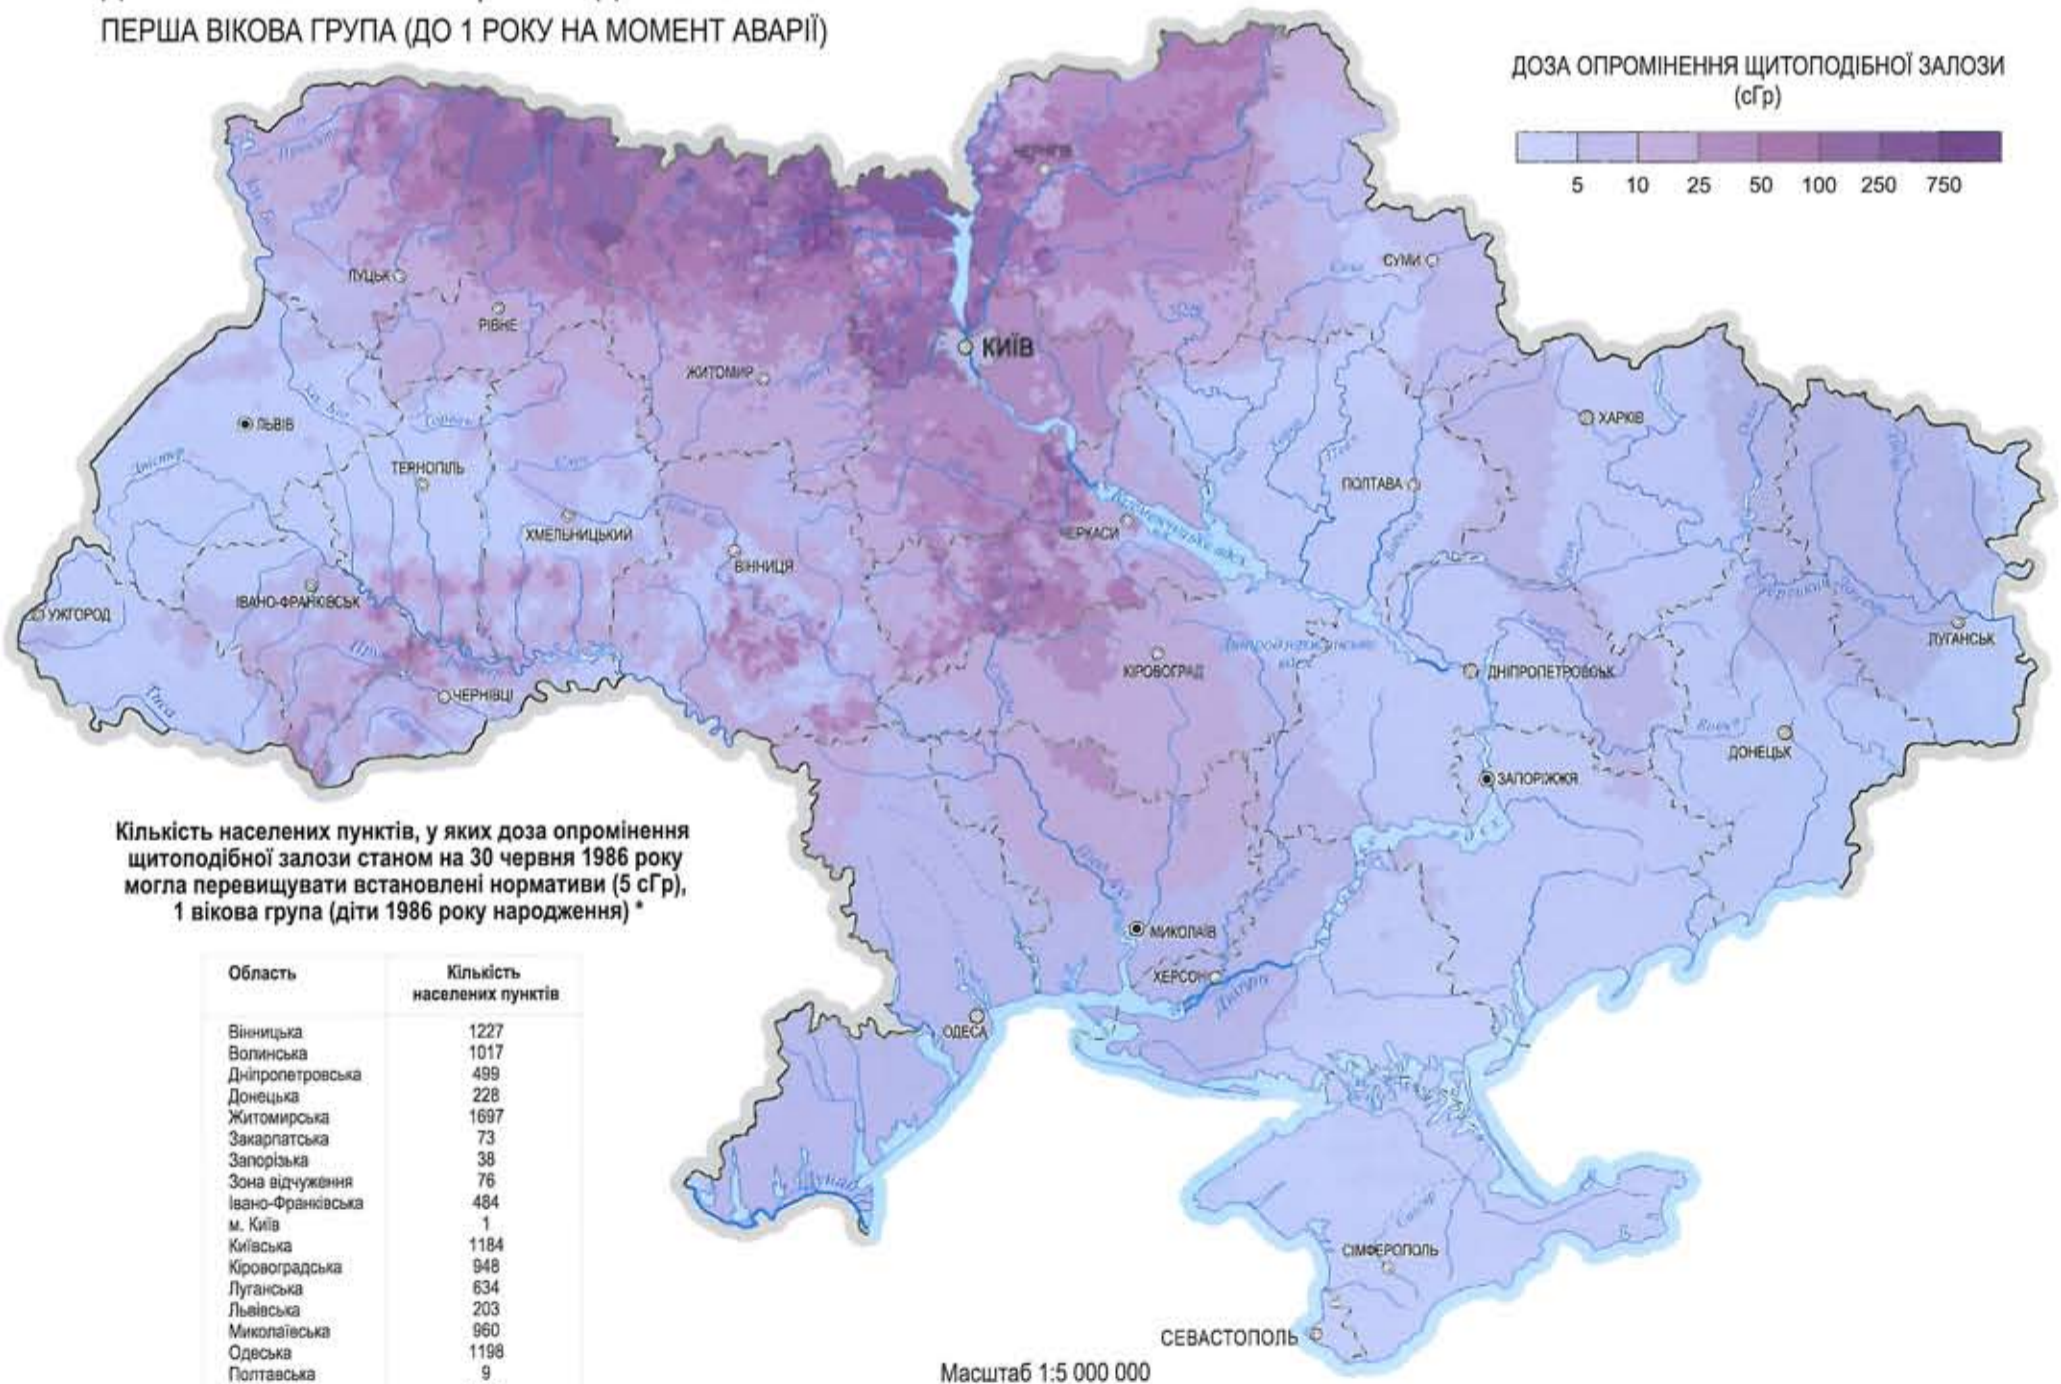 ПЕРША ВІКОВА ГРУПА (ДО 1 РОКУ НА МОМЕНТ АВАРІЇ)
ДОЗА ОПРОМІНЕННЯ ЩИТОПОДІБНОЇ ЗАЛОЗИ
(сГр)
5 10 25 50 100 250 750
ЧЕРНІГІВ
СУМИ
ЛУЦЬК
РІВНЕ
КИЇВ
ЖИТОМИР
ЛЬВІВ
ХАРКІВ
ТЕРНОПІЛЬ
ПОЛТАВА
ХМЕЛЬНИЦЬКИЙ
ЧЕРКАСИ
ВІННИЦЯ
ІВАНО-ФРАНКІВСЬК
УЖГОРОД
ЛУГАНСЬК
КІРОВОГРАД
ДНІПРОПЕТРОВСЬК
ЧЕРНІВЦІ
ДОНЕЦЬК
ЗАПОРІЖЖЯ
МИКОЛАЇВ
ХЕРСОН
ОДЕСА
СІМФЕРОПОЛЬ
СЕВАСТОПОЛЬ
Дністер
Тиса
Дніпро
Дунай
Салгир
Кількість населених пунктів, у яких доза опромінення
щитоподібної залози станом на 30 червня 1986 року
могла перевищувати встановлені нормативи (5 сГр),
1 вікова група (діти 1986 року народження) *
Область Кількість
населених пунктів
Вінницька 1227
Волинська 1017
Дніпропетровська 499
Донецька 228
Житомирська 1697
Закарпатська 73
Запорізька 38
Зона відчуження 76
Івано-Франківська 484
м. Київ 1
Київська 1184
Кіровоградська 948
Луганська 634
Львівська 203
Миколаївська 960
Одеська 1198
Полтавська 9
Масштаб 1:5 000 000